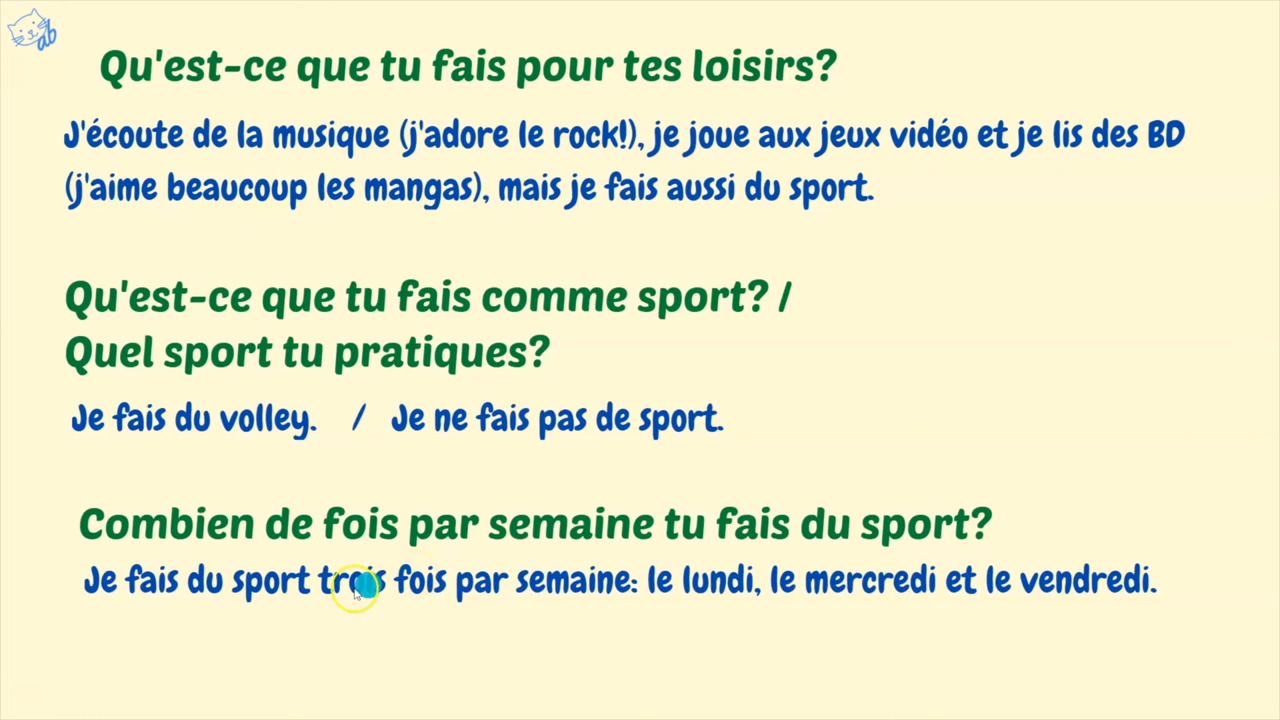 ab
Qu'est-ce que tu fais pour tes loisirs?
J'écoute de la musique (j'adore le rock!), je joue aux jeux vidéo et je lis des BD
(j'aime beaucoup les mangas), mais je fais aussi du sport.
Qu'est-ce que tu fais comme sport? /
Quel sport tu pratiques?
Je fais du volley. / Je ne fais pas de sport.
Combien de fois par semaine tu fais du sport?
Je fais du sport trois fois par semaine: le lundi, le mercredi et le vendredi.